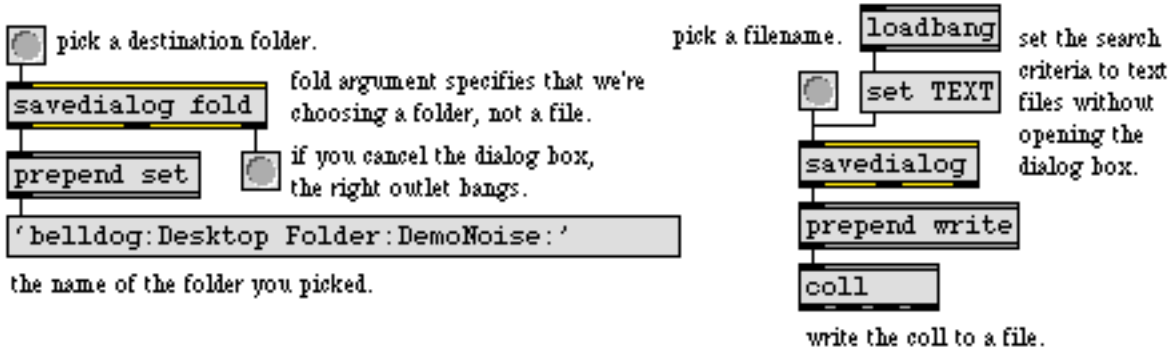 pick a destination folder.
savedialog fold
fold argument specifies that we're
choosing a folder, not a file.
prepend set
if you cancel the dialog box,
the right outlet bangs.
‘belldog:Desktop Folder:DemoNoise:’
the name of the folder you picked.
pick a filename.
loadbang
set TEXT
set the search
criteria to text
files without
opening the
dialog box.
savedialog
prepend write
coll
write the coll to a file.